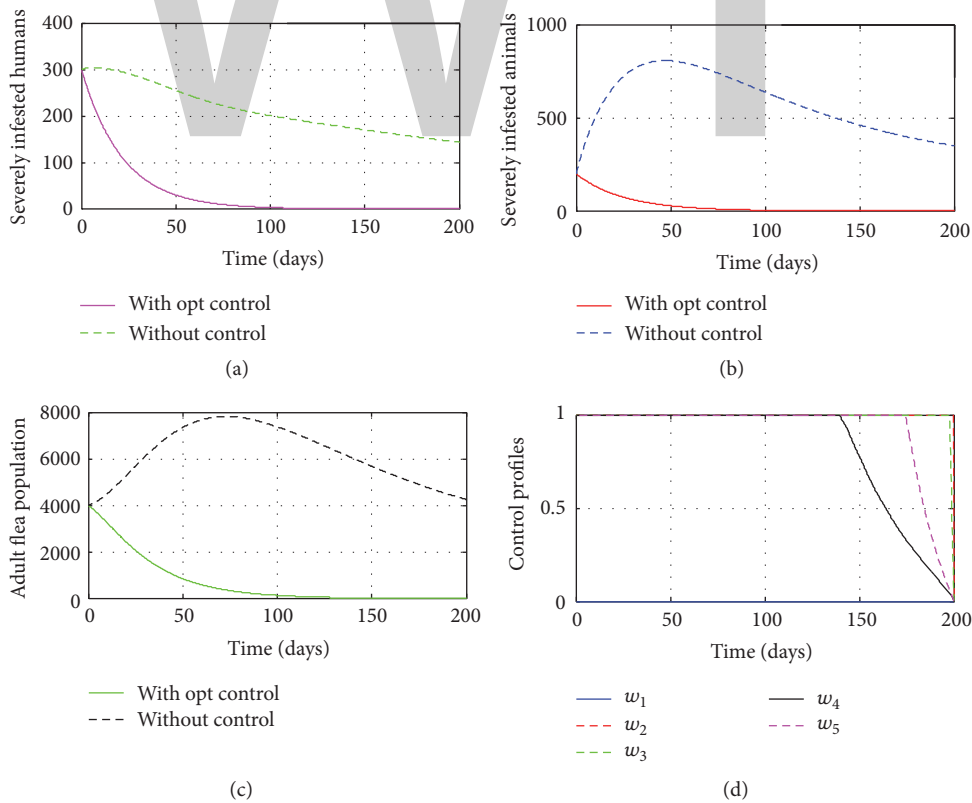 Severely infested humans
400
300
200
100
0
0 50 100 150 200
Time (days)
With opt control
Without control
(a)
Severely infested animals
1000
500
0
0 50 100 150 200
Time (days)
With opt control
Without control
(b)
Adult flea population
8000
6000
4000
2000
0
0 50 100 150 200
Time (days)
With opt control
Without control
(c)
Control profiles
1
0.5
0
0 50 100 150 200
Time (days)
w₁
w₂
w₃
w₄
w₅
(d)